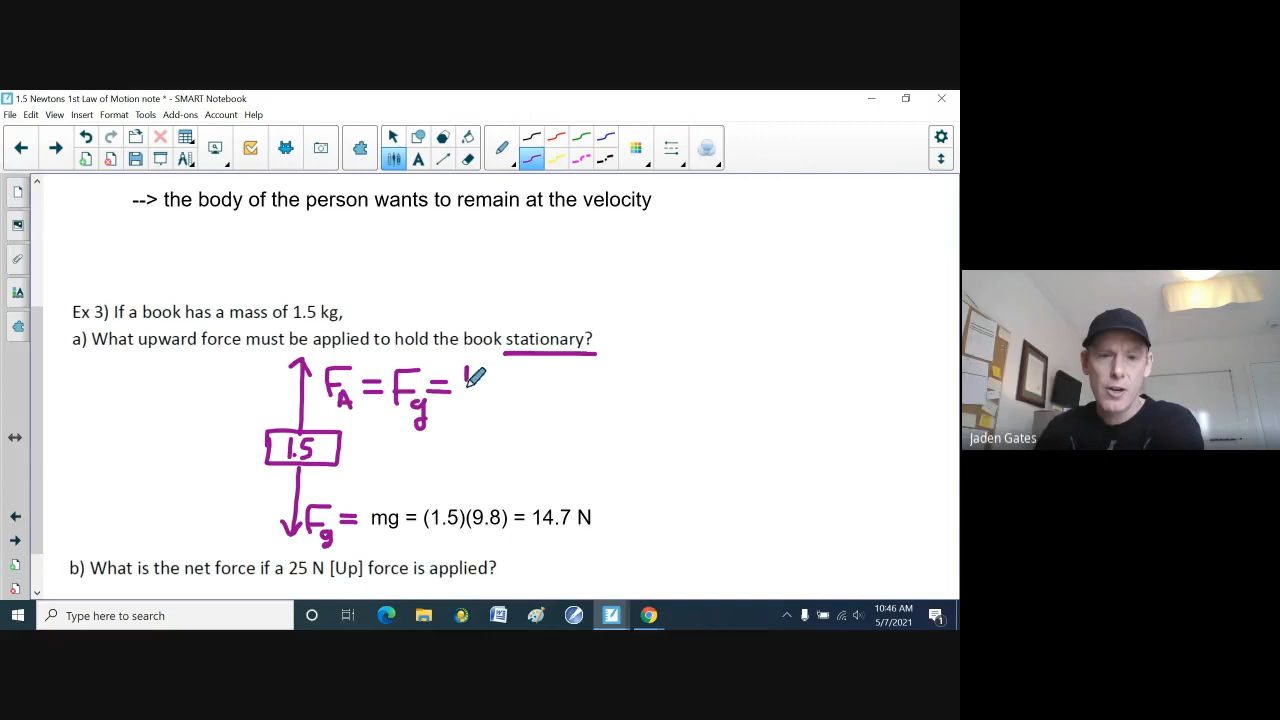 1.5 Newtons 1st Law of Motion note * - SMART Notebook
File Edit View Insert Format Tools Add-ons Account Help
--> the body of the person wants to remain at the velocity
Ex 3) If a book has a mass of 1.5 kg,
a) What upward force must be applied to hold the book stationary?
FA = Fg =
1.5
Jaden Gates
Fg = mg = (1.5)(9.8) = 14.7 N
b) What is the net force if a 25 N [Up] force is applied?
Type here to search
10:46 AM
5/7/2021
1